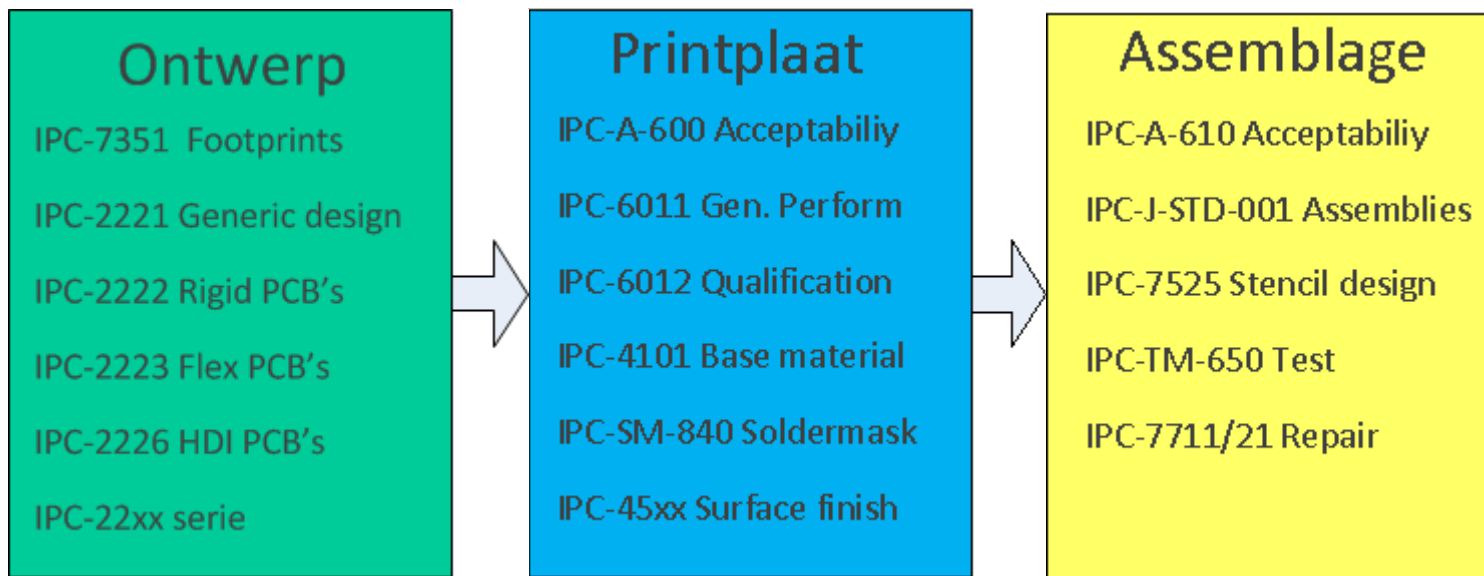 Ontwerp
IPC-7351 Footprints
IPC-2221 Generic design
IPC-2222 Rigid PCB’s
IPC-2223 Flex PCB’s
IPC-2226 HDI PCB’s
IPC-22xx serie
Printplaat
IPC-A-600 Acceptabiliy
IPC-6011 Gen. Perform
IPC-6012 Qualification
IPC-4101 Base material
IPC-SM-840 Soldermask
IPC-45xx Surface finish
Assemblage
IPC-A-610 Acceptabiliy
IPC-J-STD-001 Assemblies
IPC-7525 Stencil design
IPC-TM-650 Test
IPC-7711/21 Repair